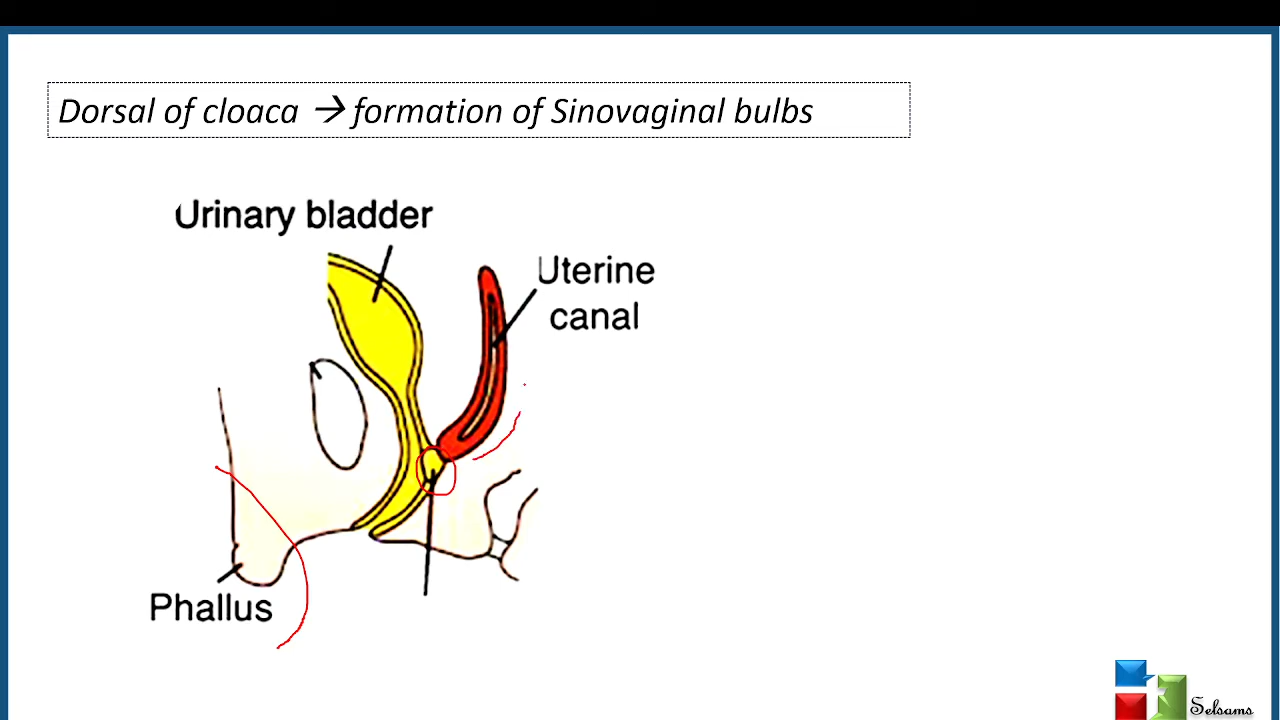 Dorsal of cloaca → formation of Sinovaginal bulbs
Urinary bladder
Uterine
canal
Phallus
Selsams